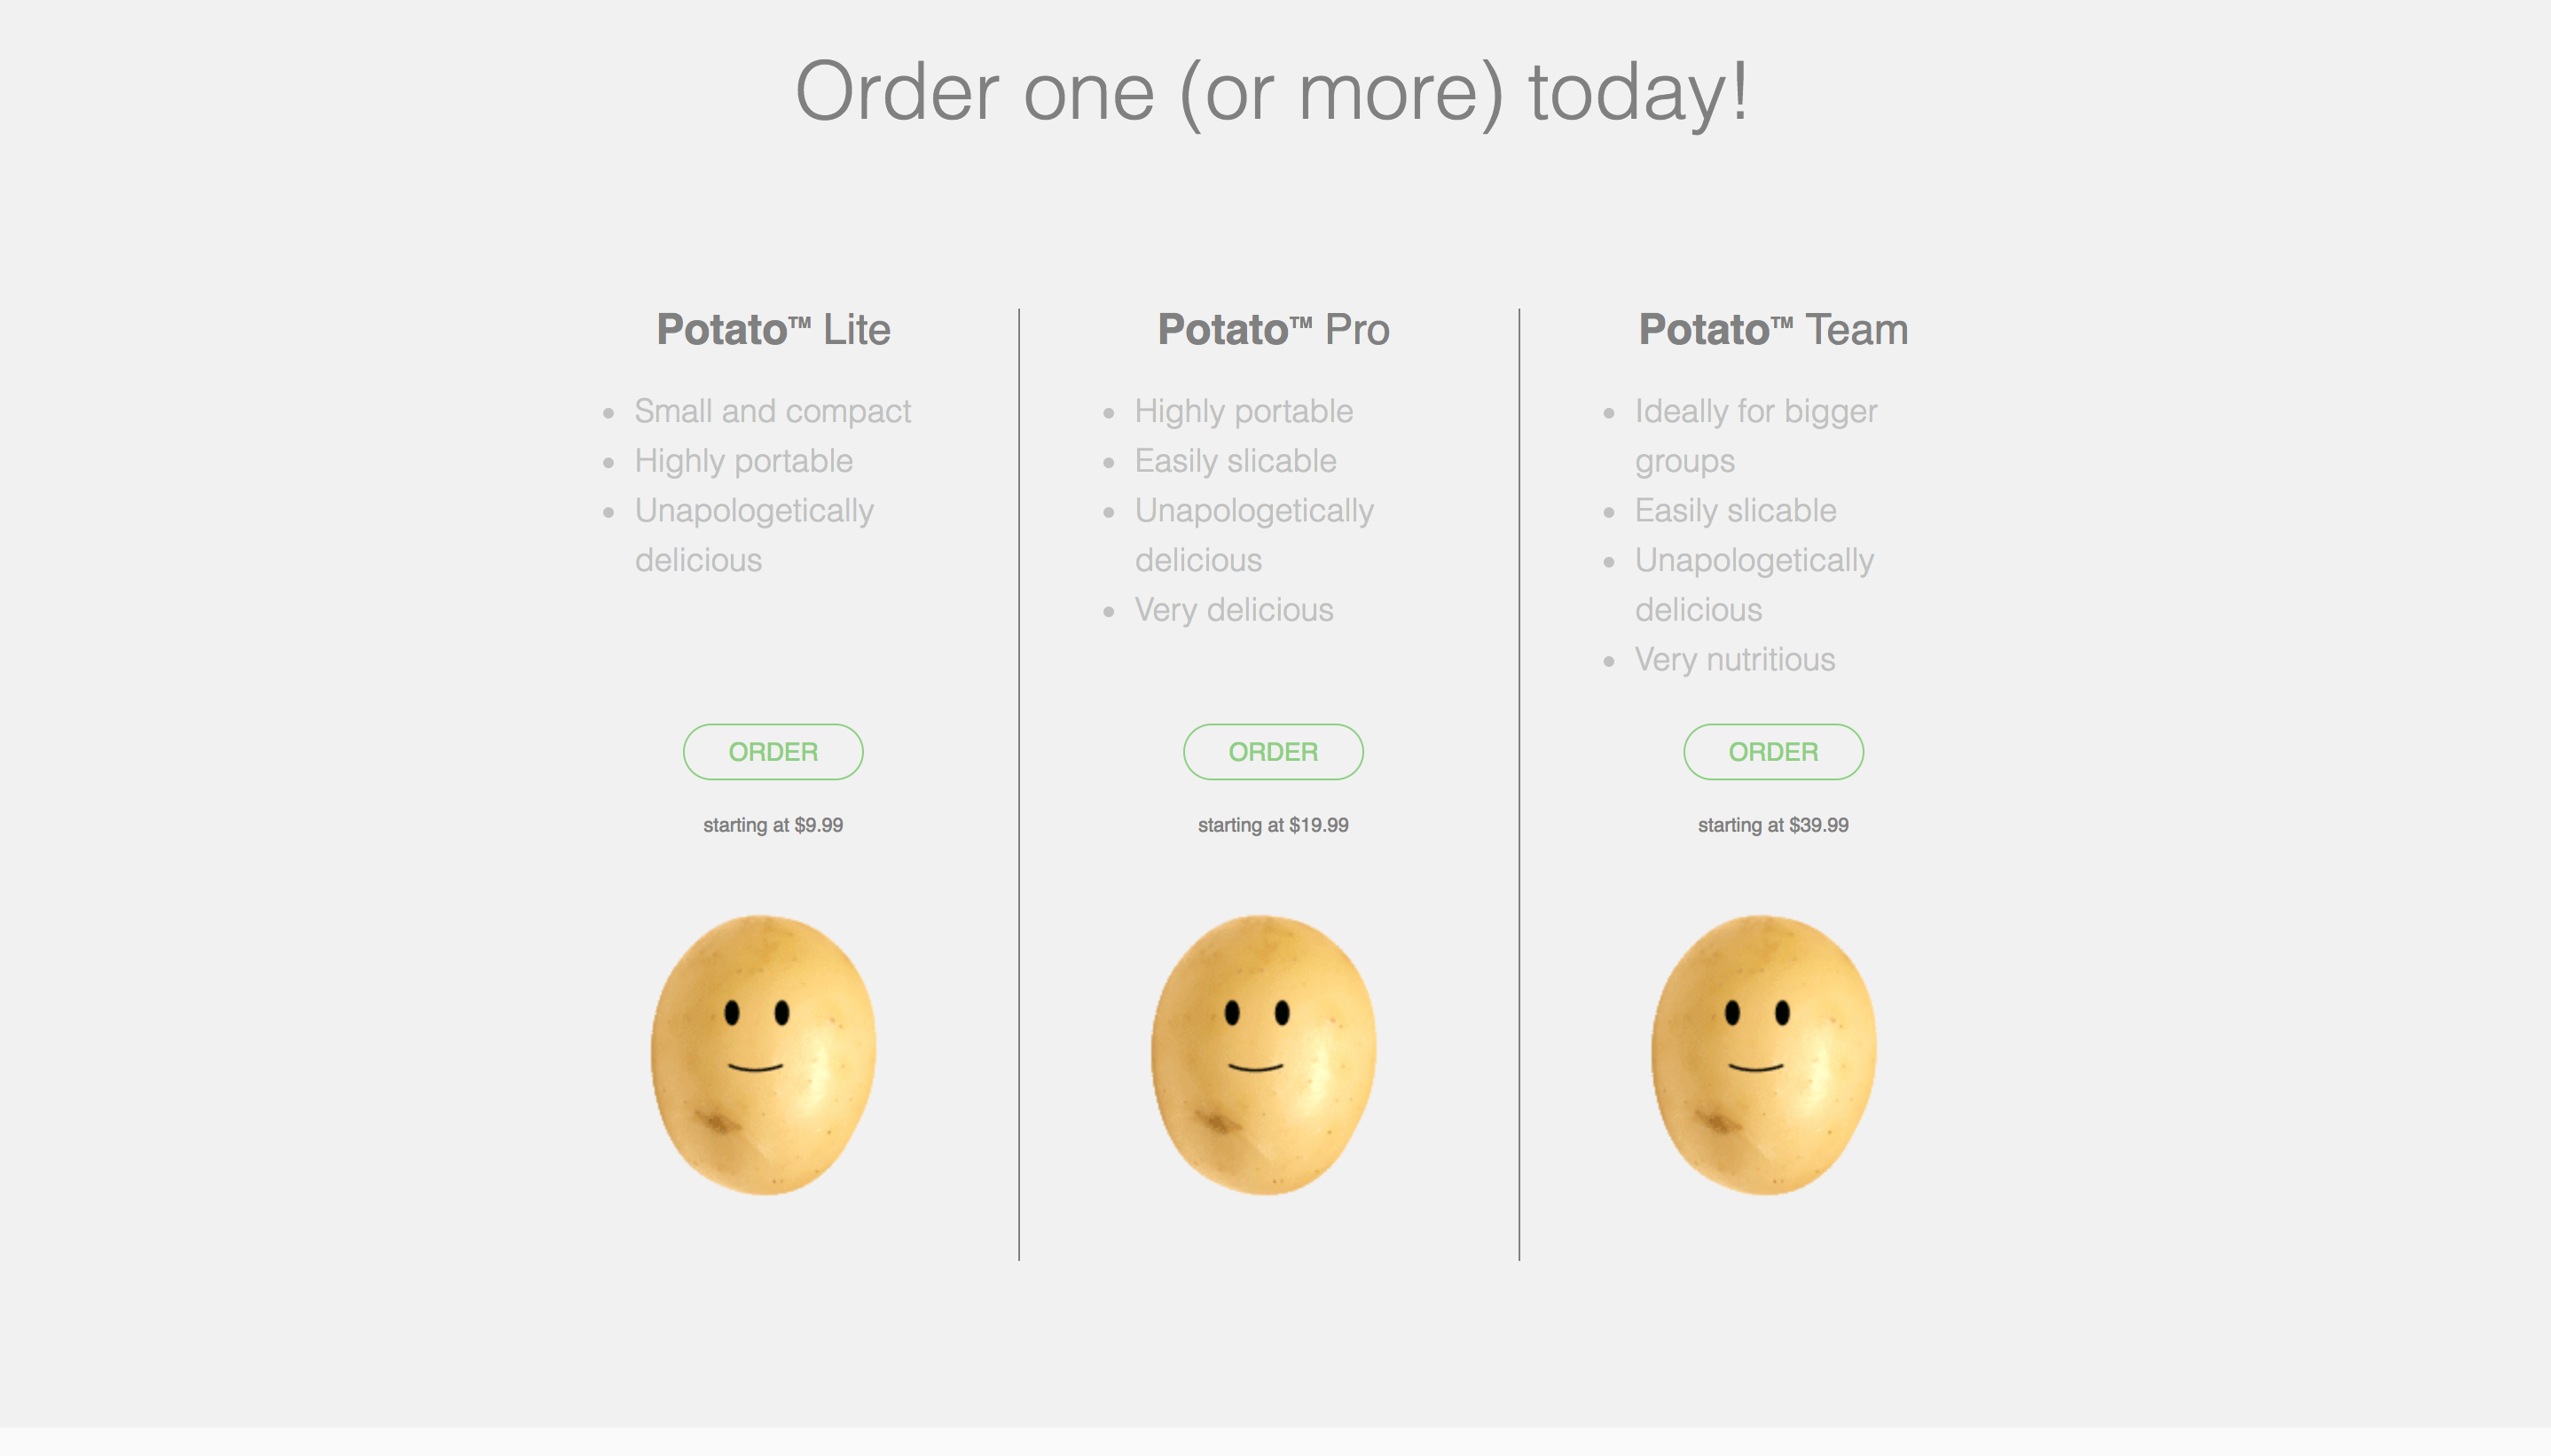 Order one (or more) today!
Potato™ Lite
• Small and compact
• Highly portable
• Unapologetically
delicious
ORDER
starting at $9.99
Potato™ Pro
• Highly portable
• Easily slicable
• Unapologetically
delicious
• Very delicious
ORDER
starting at $19.99
Potato™ Team
• Ideally for bigger
groups
• Easily slicable
• Unapologetically
delicious
• Very nutritious
ORDER
starting at $39.99